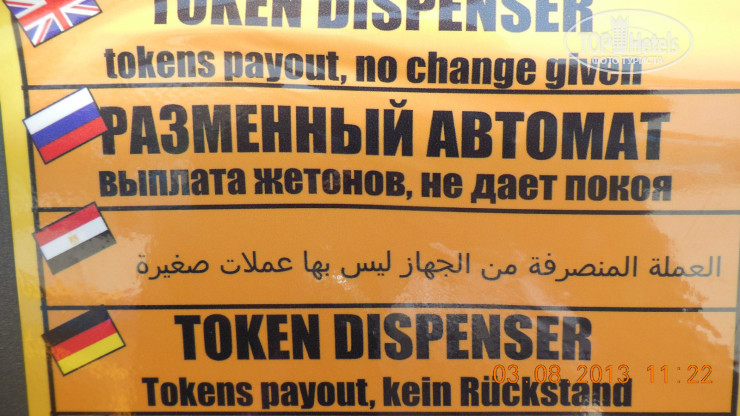 TOKEN DISPENSER
tokens payout, no change given
РАЗМЕННЫЙ АВТОМАТ
выплата жетонов, не дает покоя
العملة المنصرفة من الجهاز ليس بها عملات صغيرة
TOKEN DISPENSER
Tokens payout, kein Rückstand
03.08.2013 11:22
TOPHotels